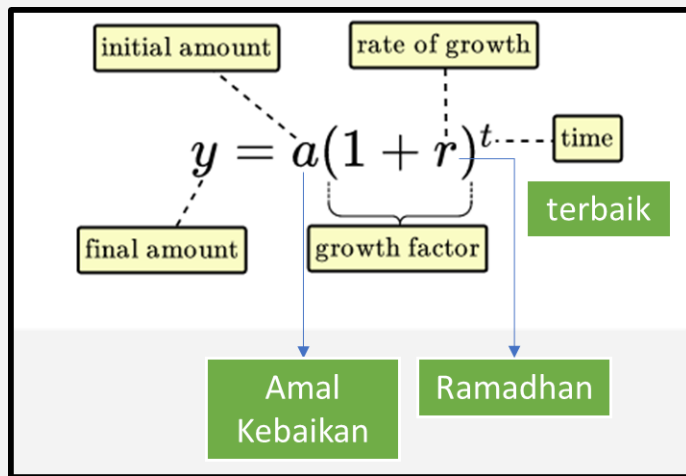 initial amount
rate of growth
y = a(1 + r)^t
time
terbaik
final amount
growth factor
Amal
Kebaikan
Ramadhan